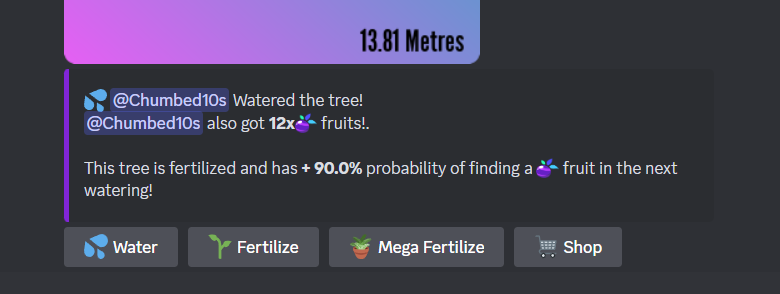 13.81 Metres
💦 @Chumbed10s Watered the tree!
@Chumbed10s also got 12x fruits!.
This tree is fertilized and has + 90.0% probability of finding a fruit in the next
watering!
💦 Water 🌱 Fertilize 🪴 Mega Fertilize 🛒 Shop